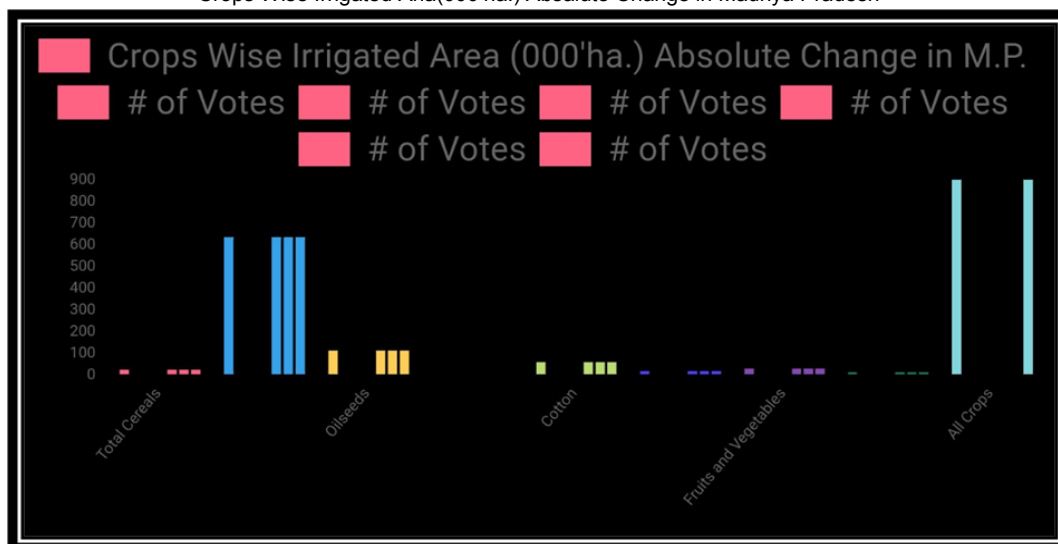 Crops Wise Irrigated Area (000'ha.) Absolute Change in M.P.
# of Votes # of Votes # of Votes # of Votes
# of Votes # of Votes
900
800
700
600
500
400
300
200
100
0
Total Cereals
Oilseeds
Cotton
Fruits and Vegetables
All Crops